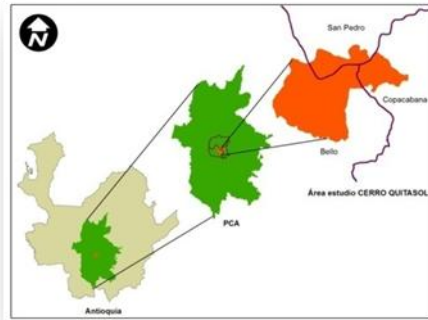 N
San Pedro
Copacabana
Bello
Área estudio CERRO QUITASOL
PCA
Antioquia